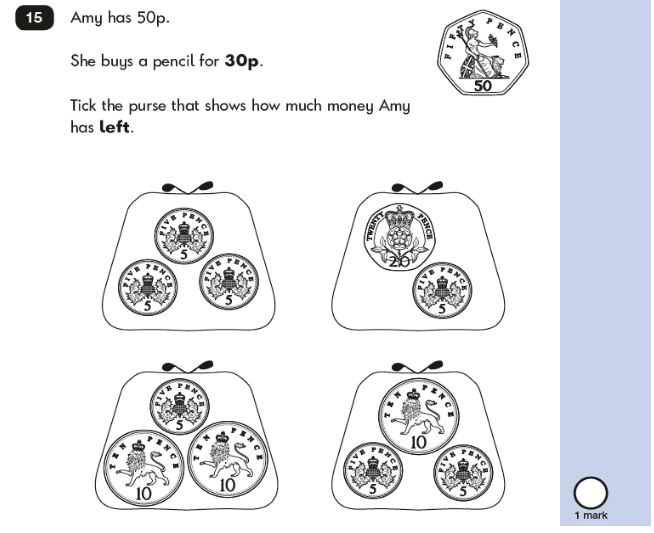 15 Amy has 50p.
FIFTY PENCE
50
She buys a pencil for 30p.
Tick the purse that shows how much money Amy
has left.
FIVE PENCE
5
FIVE PENCE
5
FIVE PENCE
5
TWENTY PENCE
20
FIVE PENCE
5
FIVE PENCE
5
TEN PENCE
10
TEN PENCE
10
TEN PENCE
10
FIVE PENCE
5
FIVE PENCE
5
1 mark